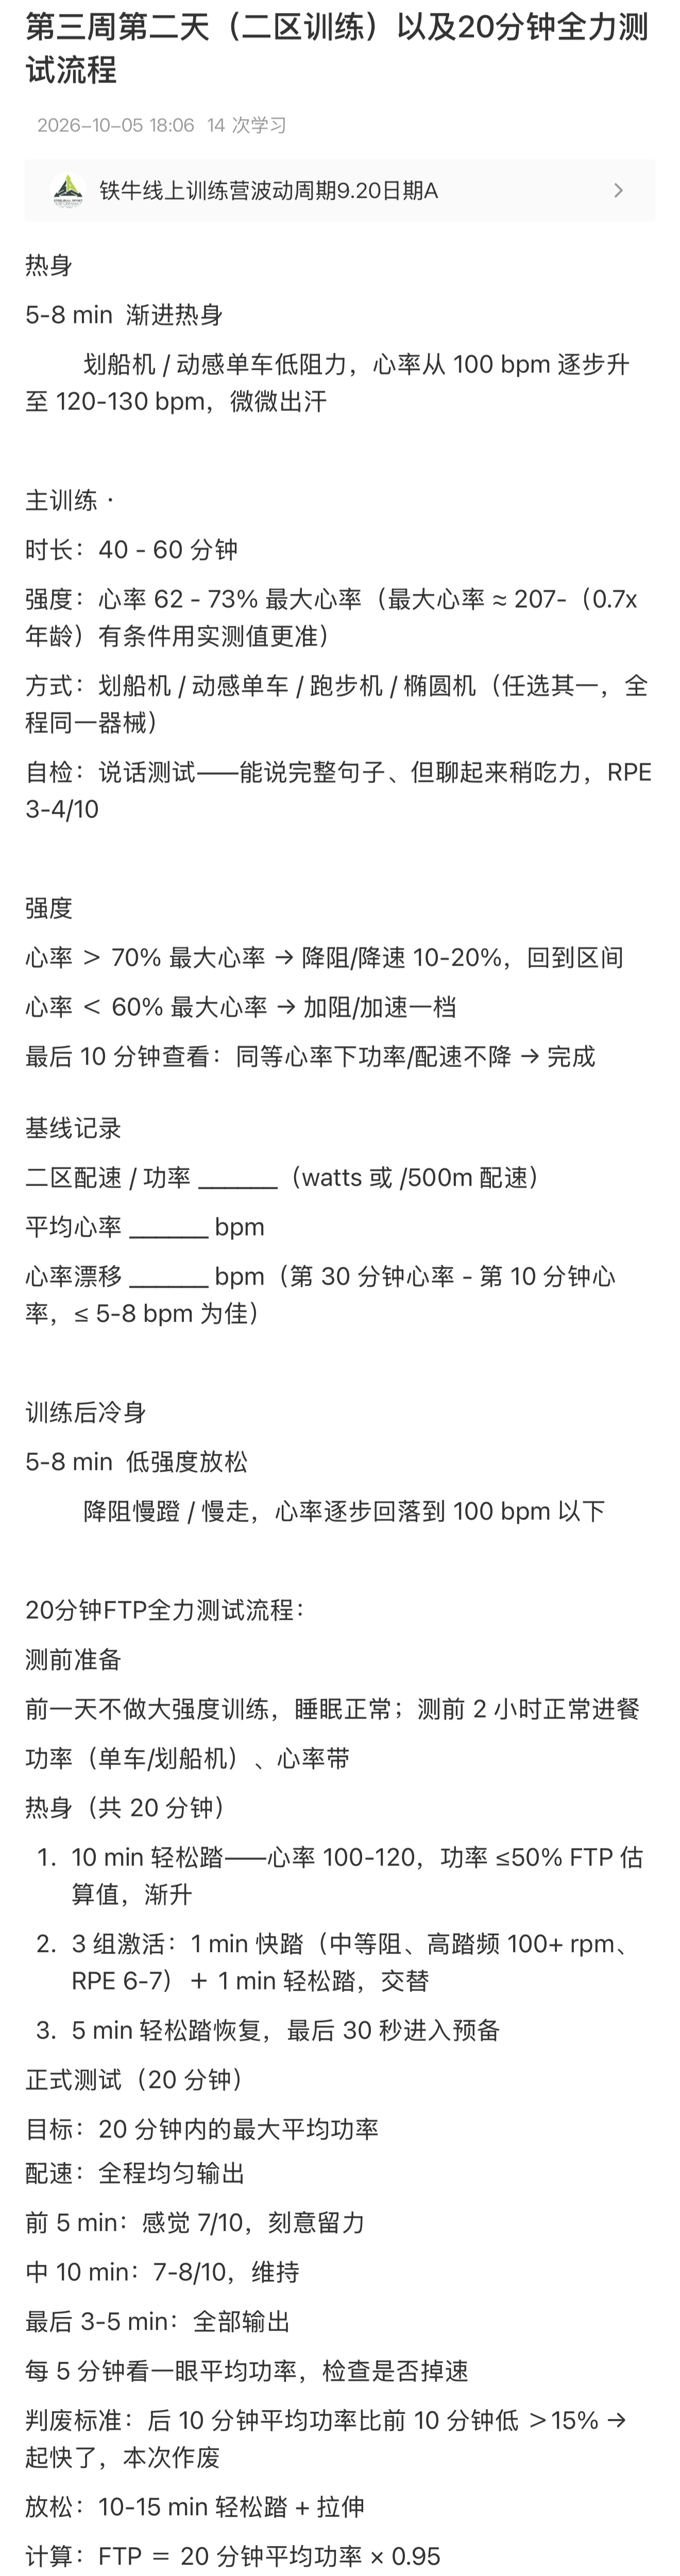 第三周第二天（二区训练）以及20分钟全力测
试流程
2026-10-05 18:06 14 次学习
铁牛线上训练营波动周期9.20日期A
热身
5-8 min 渐进热身
划船机 / 动感单车低阻力，心率从 100 bpm 逐步升
至 120-130 bpm，微微出汗
主训练 ·
时长：40 - 60 分钟
强度：心率 62 - 73% 最大心率（最大心率 ≈ 207-（0.7x
年龄）有条件用实测值更准）
方式：划船机 / 动感单车 / 跑步机 / 椭圆机（任选其一，全
程同一器械）
自检：说话测试——能说完整句子、但聊起来稍吃力，RPE
3-4/10
强度
心率 > 70% 最大心率 → 降阻/降速 10-20%，回到区间
心率 < 60% 最大心率 → 加阻/加速一档
最后 10 分钟查看：同等心率下功率/配速不降 → 完成
基线记录
二区配速 / 功率 ______（watts 或 /500m 配速）
平均心率 ______ bpm
心率漂移 ______ bpm（第 30 分钟心率 - 第 10 分钟心
率，≤ 5-8 bpm 为佳）
训练后冷身
5-8 min 低强度放松
降阻慢蹬 / 慢走，心率逐步回落到 100 bpm 以下
20分钟FTP全力测试流程：
测前准备
前一天不做大强度训练，睡眠正常；测前 2 小时正常进餐
功率（单车/划船机）、心率带
热身（共 20 分钟）
1. 10 min 轻松踏——心率 100-120，功率 ≤50% FTP 估
算值，渐升
2. 3 组激活：1 min 快踏（中等阻、高踏频 100+ rpm、
RPE 6-7）＋ 1 min 轻松踏，交替
3. 5 min 轻松踏恢复，最后 30 秒进入预备
正式测试（20 分钟）
目标：20 分钟内的最大平均功率
配速：全程均匀输出
前 5 min：感觉 7/10，刻意留力
中 10 min：7-8/10，维持
最后 3-5 min：全部输出
每 5 分钟看一眼平均功率，检查是否掉速
判废标准：后 10 分钟平均功率比前 10 分钟低 ＞15% →
起快了，本次作废
放松：10-15 min 轻松踏 + 拉伸
计算：FTP ＝ 20 分钟平均功率 × 0.95